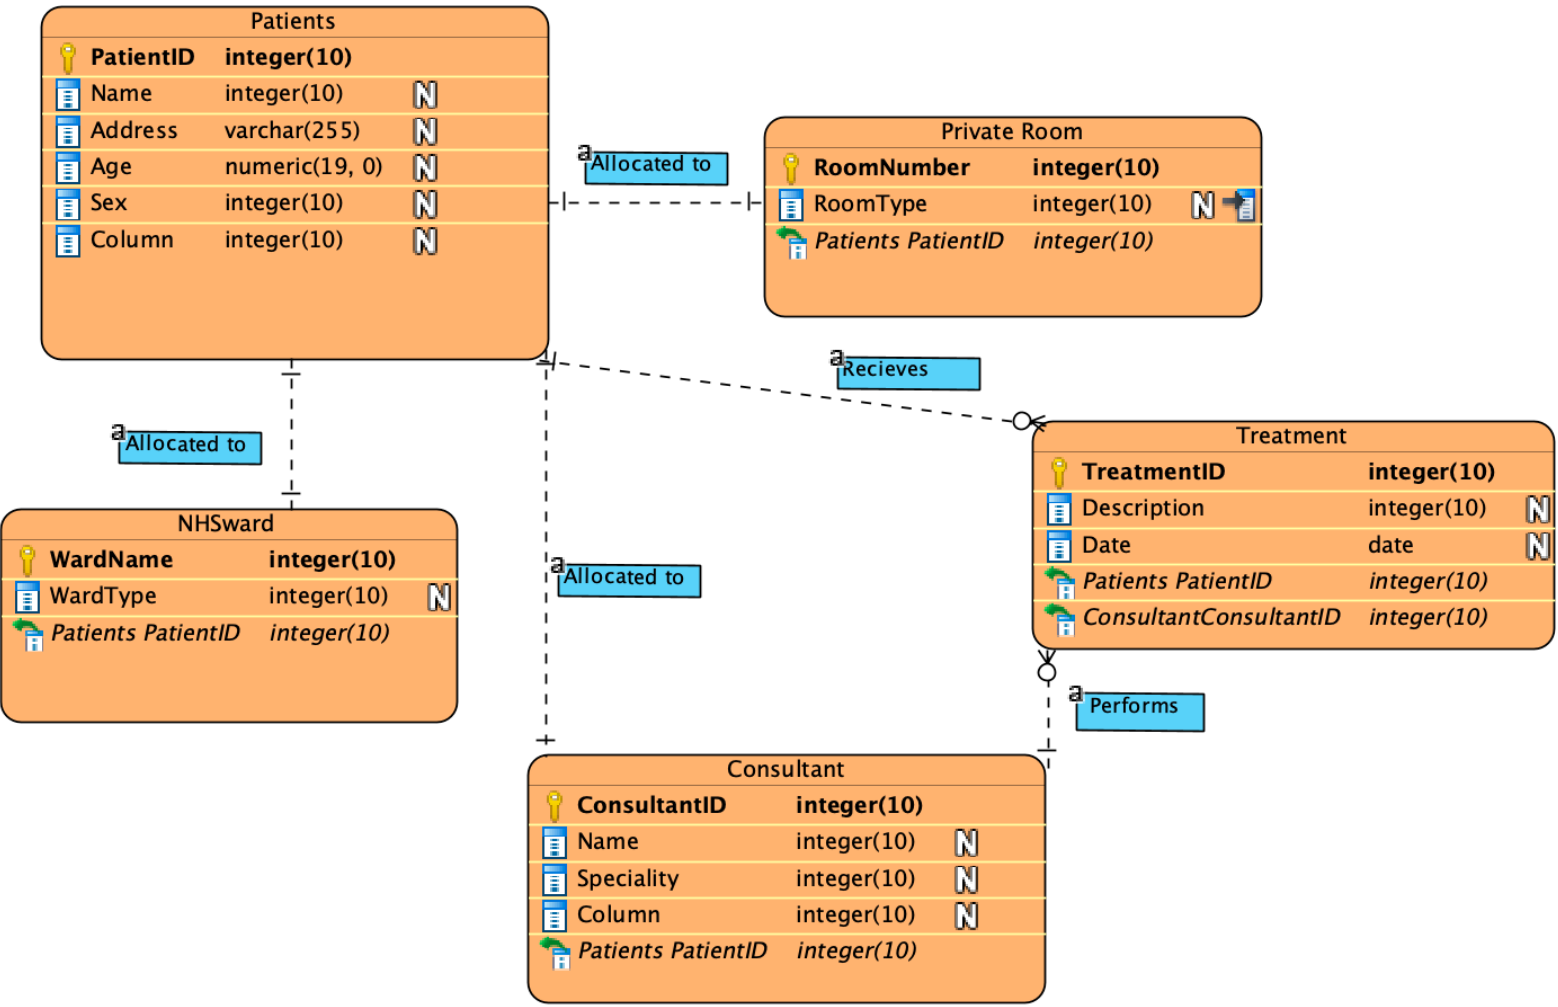 Patients
PatientID integer(10)
Name integer(10) N
Address varchar(255) N
Age numeric(19, 0) N
Sex integer(10) N
Column integer(10) N
a
Allocated to
Private Room
RoomNumber integer(10)
RoomType integer(10) N
Patients PatientID integer(10)
a
Recieves
a
Allocated to
Treatment
TreatmentID integer(10)
Description integer(10) N
Date date N
Patients PatientID integer(10)
ConsultantConsultantID integer(10)
NHSward
WardName integer(10)
WardType integer(10) N
Patients PatientID integer(10)
a
Allocated to
a
Performs
Consultant
ConsultantID integer(10)
Name integer(10) N
Speciality integer(10) N
Column integer(10) N
Patients PatientID integer(10)